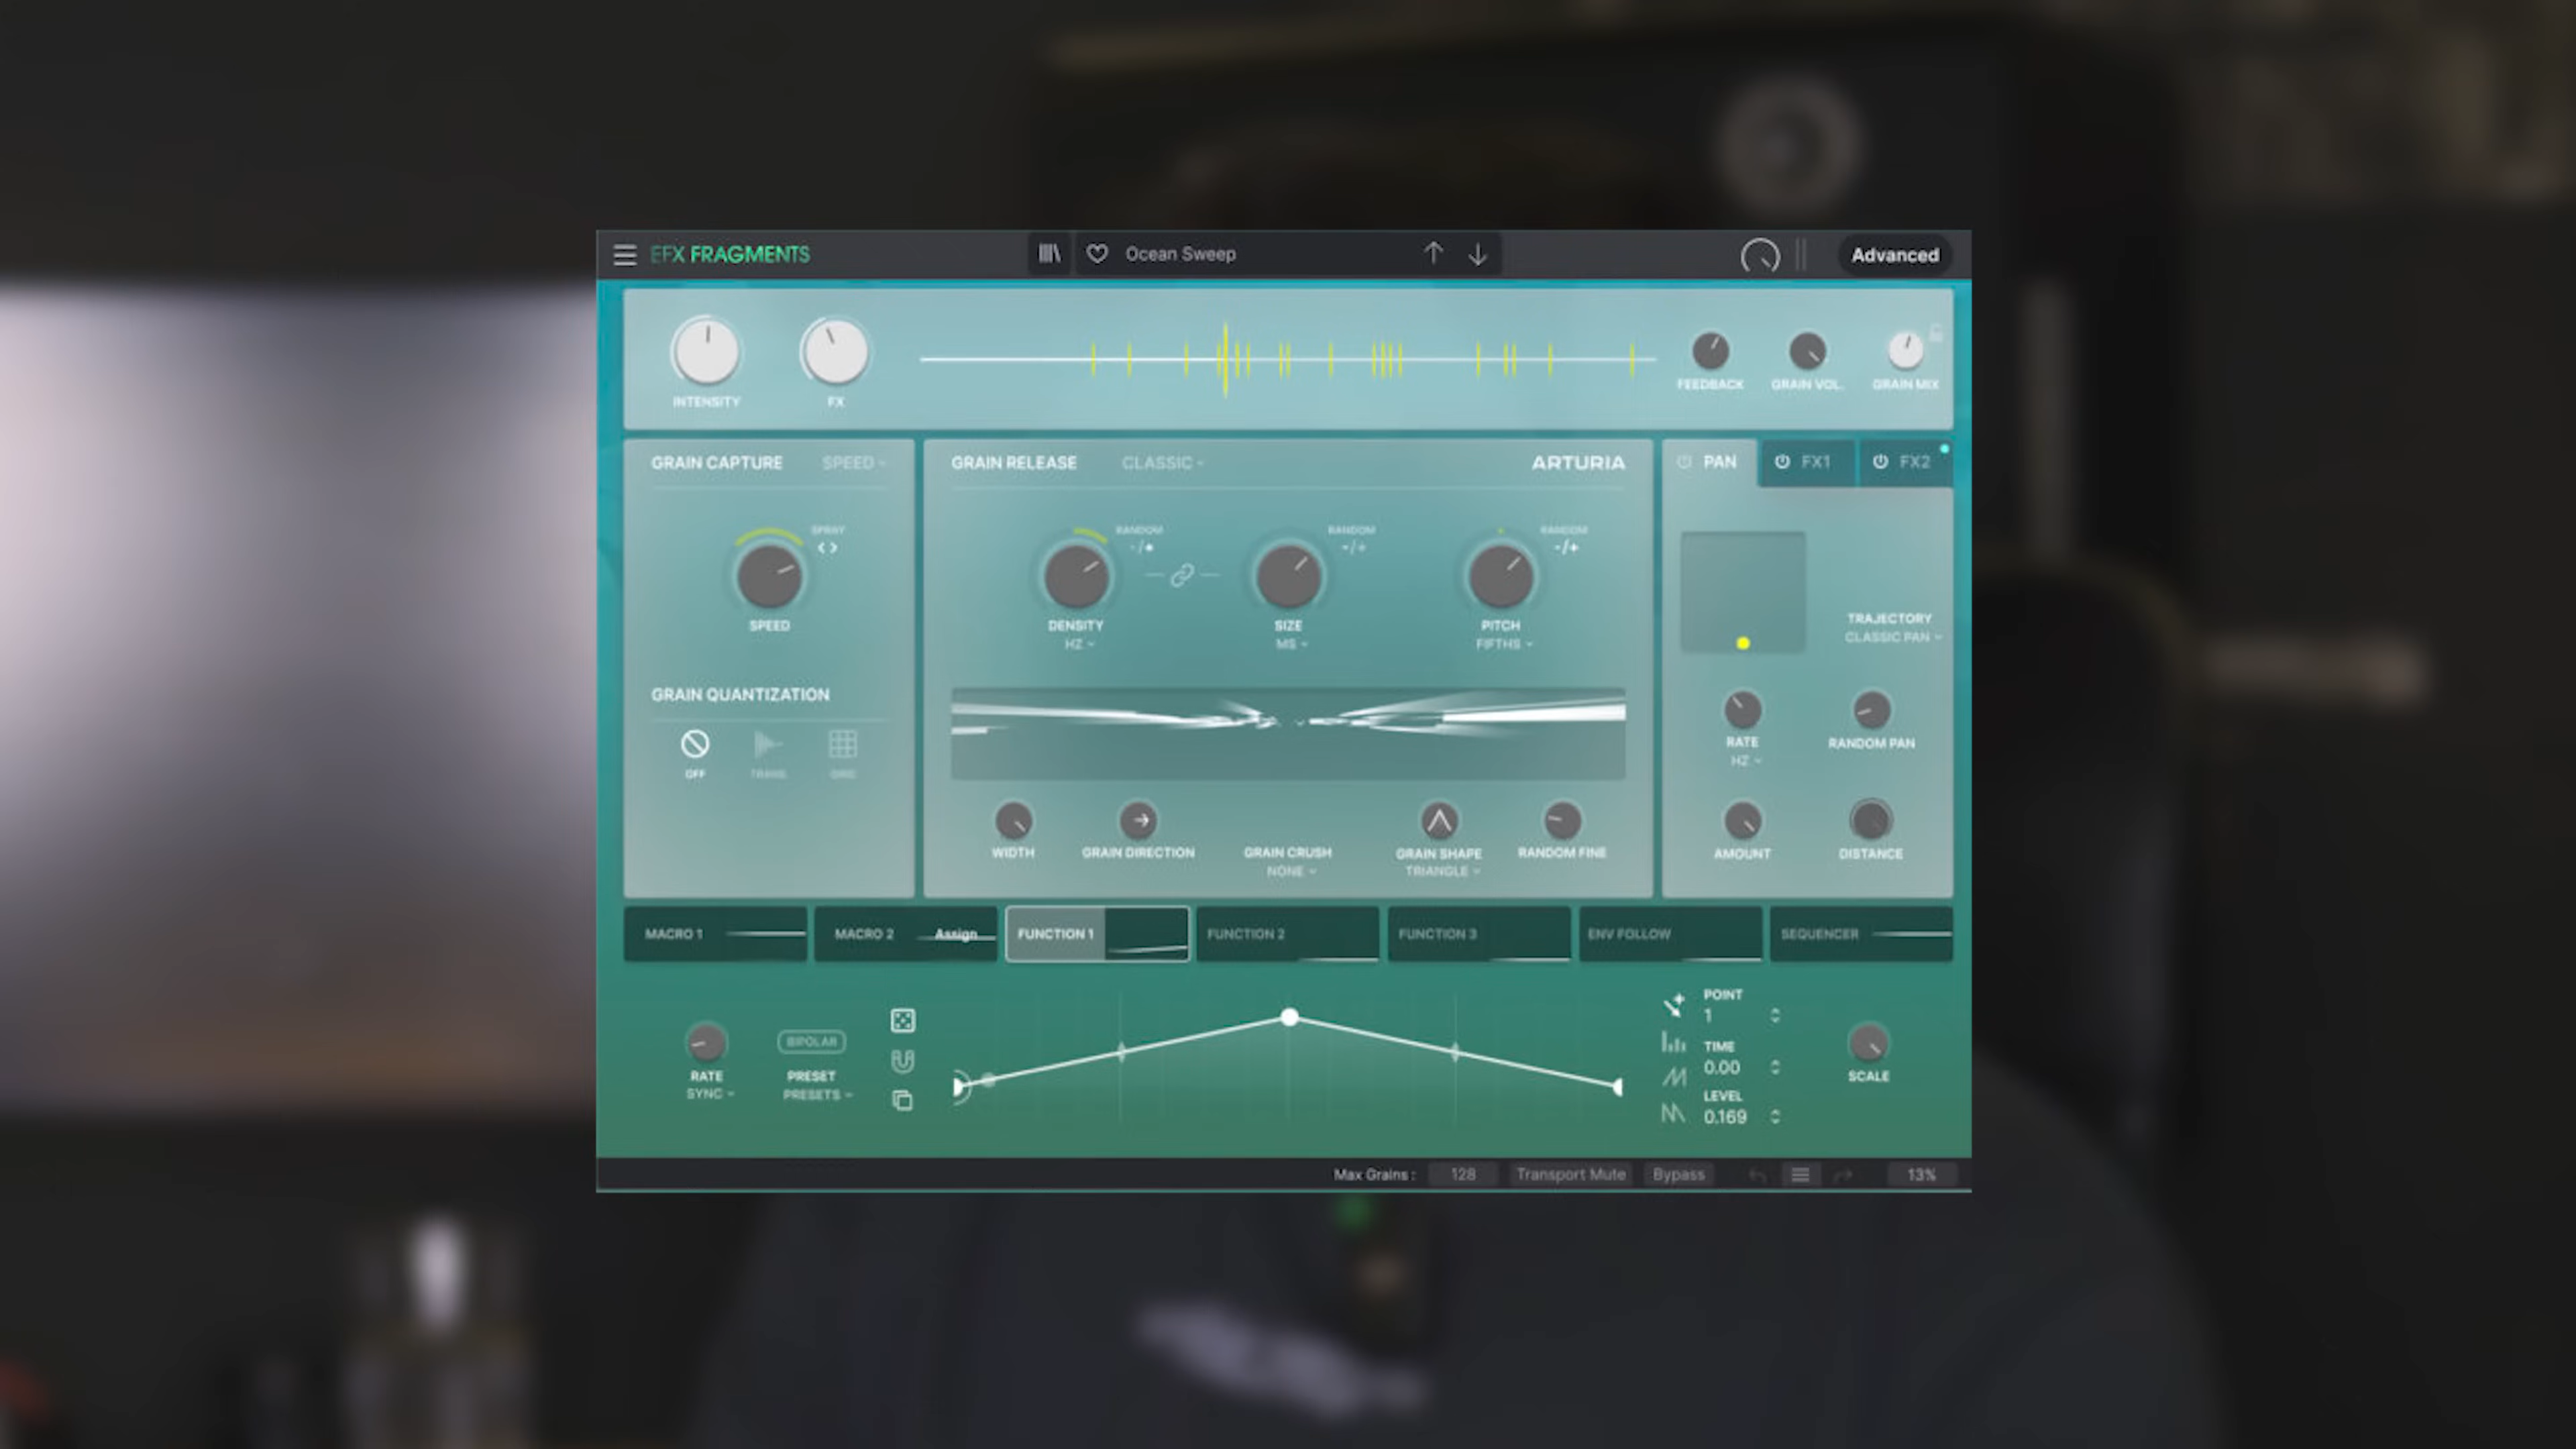 EFX FRAGMENTS
Ocean Sweep
Advanced
INTENSITY
FX
FEEDBACK
GRAIN VOL.
GRAIN MIX
GRAIN CAPTURE
SPEED
SPRAY
SPEED
GRAIN QUANTIZATION
OFF
TRANS.
GRID
GRAIN RELEASE
CLASSIC
ARTURIA
RANDOM
-/+
RANDOM
-/+
RANDOM
-/+
DENSITY
HZ
SIZE
MS
PITCH
FIFTHS
WIDTH
GRAIN DIRECTION
GRAIN CRUSH
NONE
GRAIN SHAPE
TRIANGLE
RANDOM FINE
PAN
FX1
FX2
TRAJECTORY
CLASSIC PAN
RATE
HZ
RANDOM PAN
AMOUNT
DISTANCE
MACRO 1
MACRO 2
Assign
FUNCTION 1
FUNCTION 2
FUNCTION 3
ENV FOLLOW
SEQUENCER
RATE
SYNC
BIPOLAR
PRESET
PRESETS
POINT
1
TIME
0.00
LEVEL
0.169
SCALE
Max Grains :
128
Transport Mute
Bypass
13%